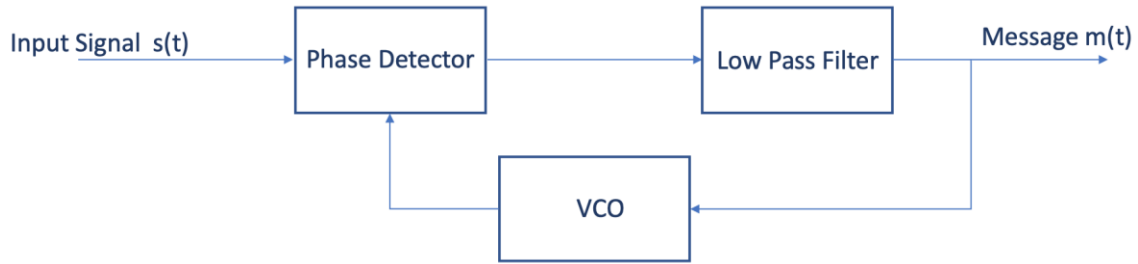 Input Signal s(t)
Phase Detector
Low Pass Filter
Message m(t)
VCO